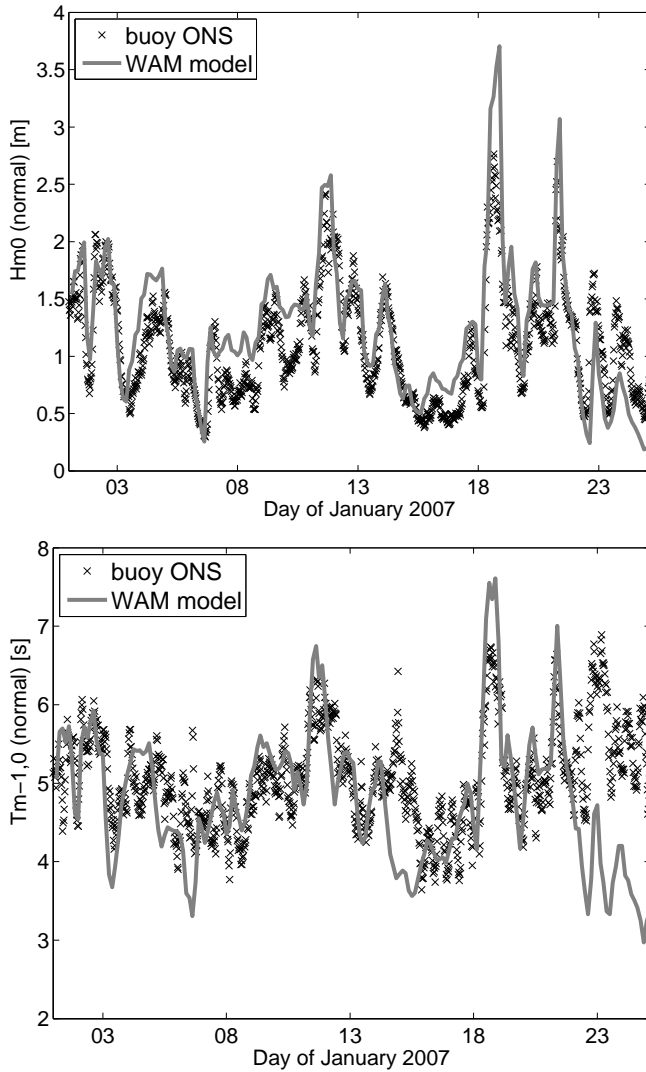 4
3.5
3
2.5
2
1.5
1
0.5
0
Hm0 (normal) [m]
buoy ONS
WAM model
03 08 13 18 23
Day of January 2007
8
7
6
5
4
3
2
Tm−1,0 (normal) [s]
buoy ONS
WAM model
03 08 13 18 23
Day of January 2007